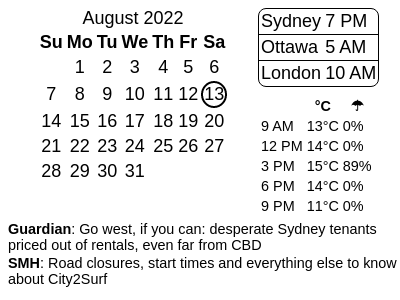 August 2022
Su Mo Tu We Th Fr Sa
1 2 3 4 5 6
7 8 9 10 11 12 13
14 15 16 17 18 19 20
21 22 23 24 25 26 27
28 29 30 31
Sydney 7 PM
Ottawa 5 AM
London 10 AM
°C ☂
9 AM 13°C 0%
12 PM 14°C 0%
3 PM 15°C 89%
6 PM 14°C 0%
9 PM 11°C 0%
Guardian: Go west, if you can: desperate Sydney tenants
priced out of rentals, even far from CBD
SMH: Road closures, start times and everything else to know
about City2Surf